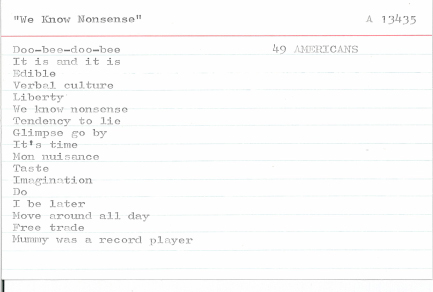 "We Know Nonsense" A 13435
Doo-bee-doo-bee 49 AMERICANS
It is and it is
Edible
Verbal culture
Liberty
We know nonsense
Tendency to lie
Glimpse go by
It's time
Mon nuisance
Taste
Imagination
Do
I be later
Move around all day
Free trade
Mummy was a record player